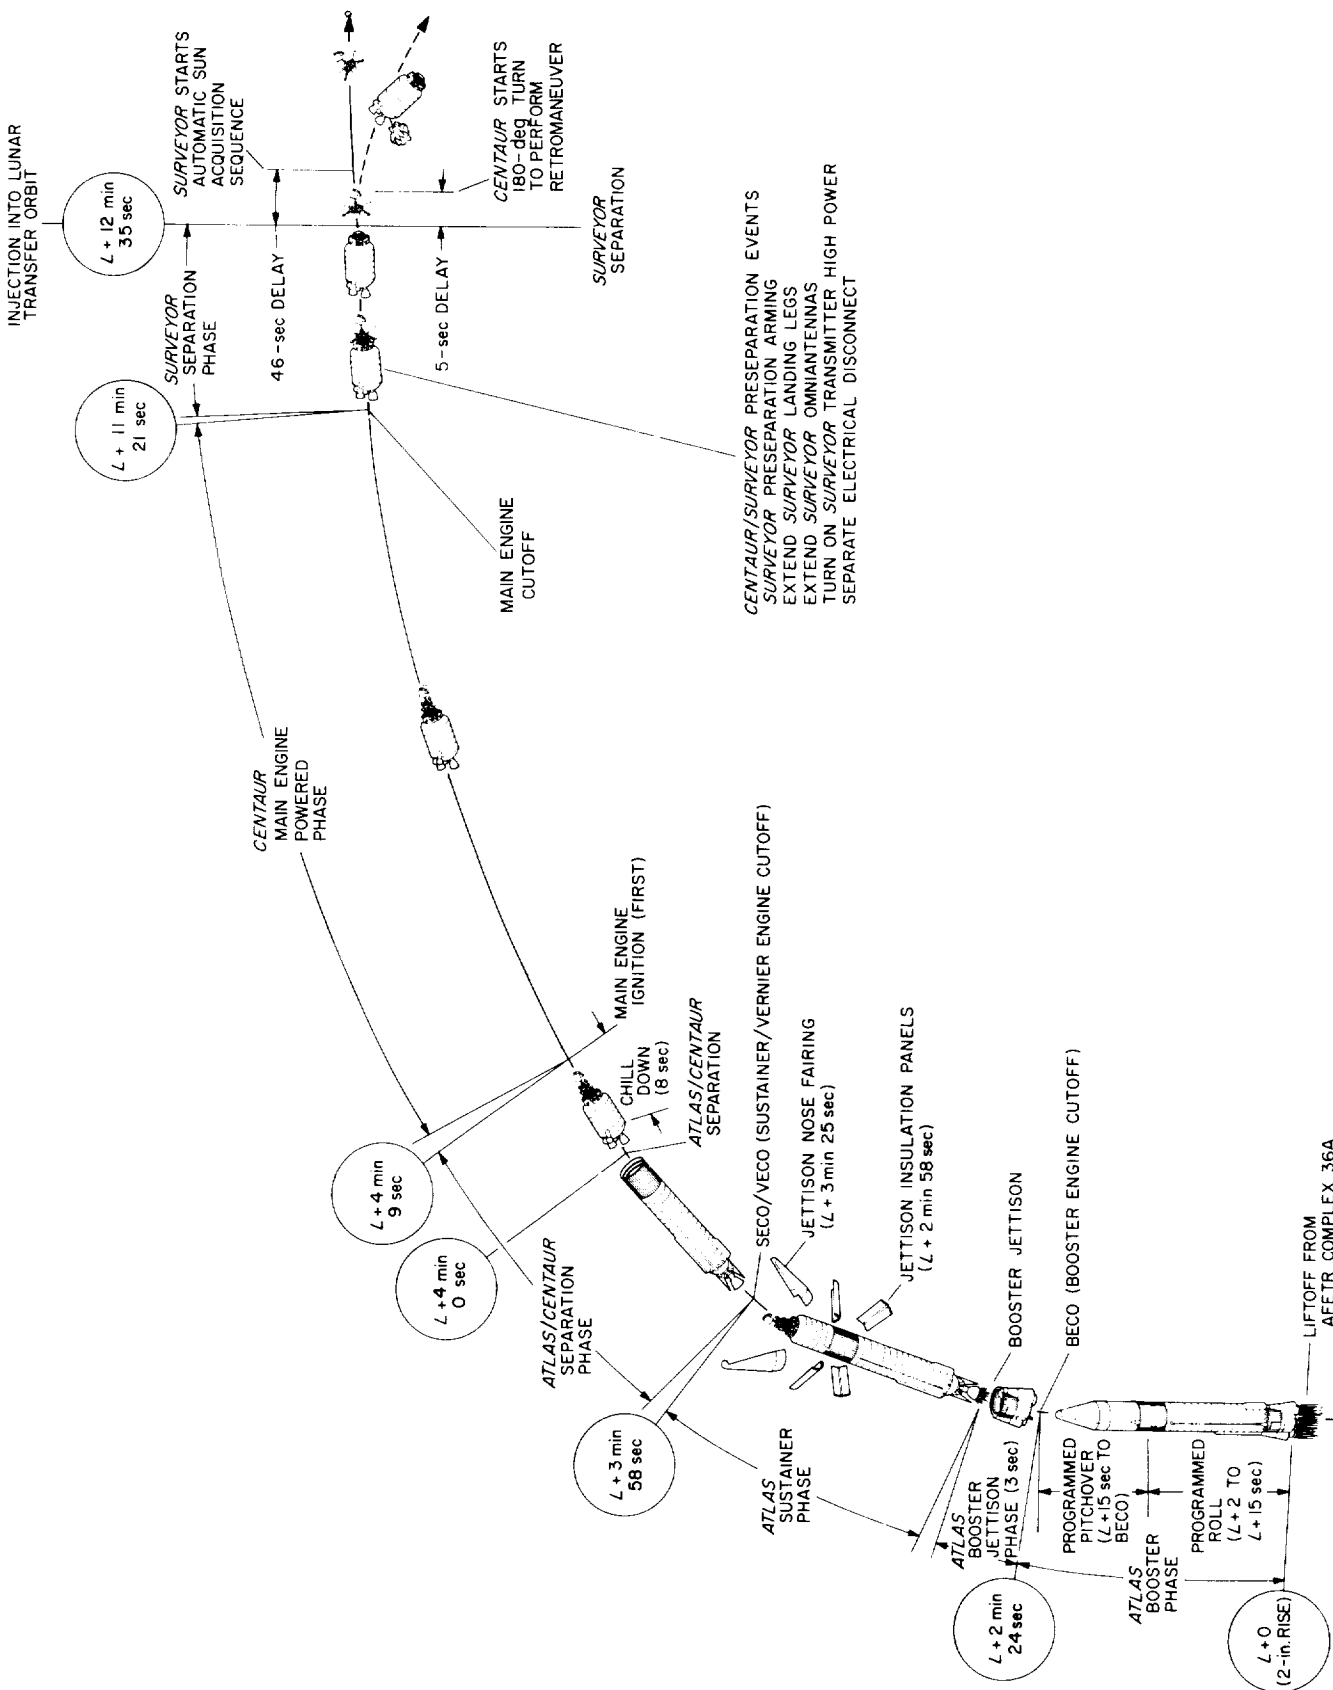 INJECTION INTO LUNAR
TRANSFER ORBIT
L + 12 min
35 sec
SURVEYOR STARTS
AUTOMATIC SUN
ACQUISITION
SEQUENCE
SURVEYOR
SEPARATION
PHASE
46-sec DELAY
L + 11 min
21 sec
5-sec DELAY
CENTAUR STARTS
180-deg TURN
TO PERFORM
RETROMANEUVER
SURVEYOR
SEPARATION
MAIN ENGINE
CUTOFF
CENTAUR/SURVEYOR PRESEPARATION EVENTS
SURVEYOR PRESEPARATION ARMING
EXTEND SURVEYOR LANDING LEGS
EXTEND SURVEYOR OMNIANTENNAS
TURN ON SURVEYOR TRANSMITTER HIGH POWER
SEPARATE ELECTRICAL DISCONNECT
CENTAUR
MAIN ENGINE
POWERED
PHASE
MAIN ENGINE
IGNITION (FIRST)
L + 4 min
9 sec
CHILL
DOWN
(8 sec)
ATLAS/CENTAUR
SEPARATION
L + 4 min
0 sec
ATLAS/CENTAUR
SEPARATION
PHASE
SECO/VECO (SUSTAINER/VERNIER ENGINE CUTOFF)
JETTISON NOSE FAIRING
(L + 3 min 25 sec)
JETTISON INSULATION PANELS
(L + 2 min 58 sec)
L + 3 min
58 sec
ATLAS
SUSTAINER
PHASE
BOOSTER JETTISON
BECO (BOOSTER ENGINE CUTOFF)
ATLAS
BOOSTER
JETTISON
PHASE (3 sec)
L + 2 min
24 sec
PROGRAMMED
PITCHOVER
(L + 15 sec TO
BECO)
PROGRAMMED
ROLL
(L + 2 TO
L + 15 sec)
ATLAS
BOOSTER
PHASE
L + 0
(2-in. RISE)
LIFTOFF FROM
AFETR COMPLEX 36A